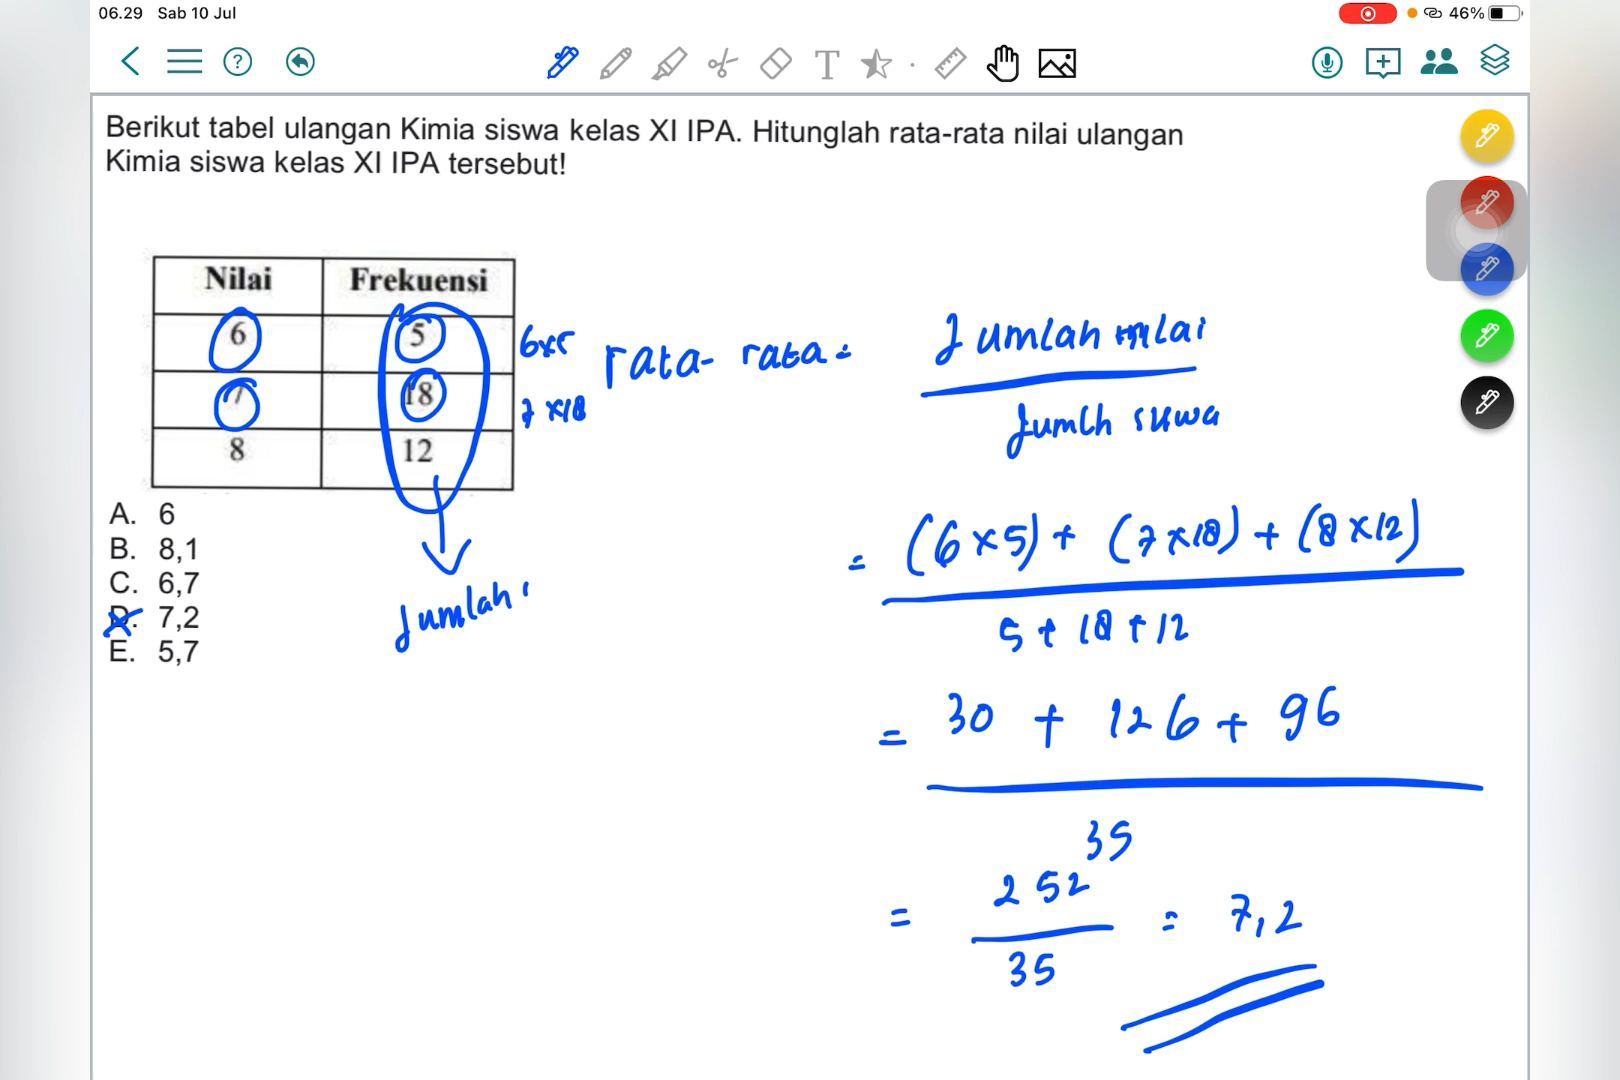 06.29 Sab 10 Jul
46%
T
Berikut tabel ulangan Kimia siswa kelas XI IPA. Hitunglah rata-rata nilai ulangan
Kimia siswa kelas XI IPA tersebut!
Nilai Frekuensi
6 5
7 18
8 12
6x5
7 x18
Jumlah
A. 6
B. 8,1
C. 6,7
D. 7,2
E. 5,7
rata- rata = Jumlah nilai
Jumlh siswa
= (6x5) + (7x18) + (8x12)
5 + 18 + 12
= 30 + 126 + 96
35
= 252
35
= 7,2